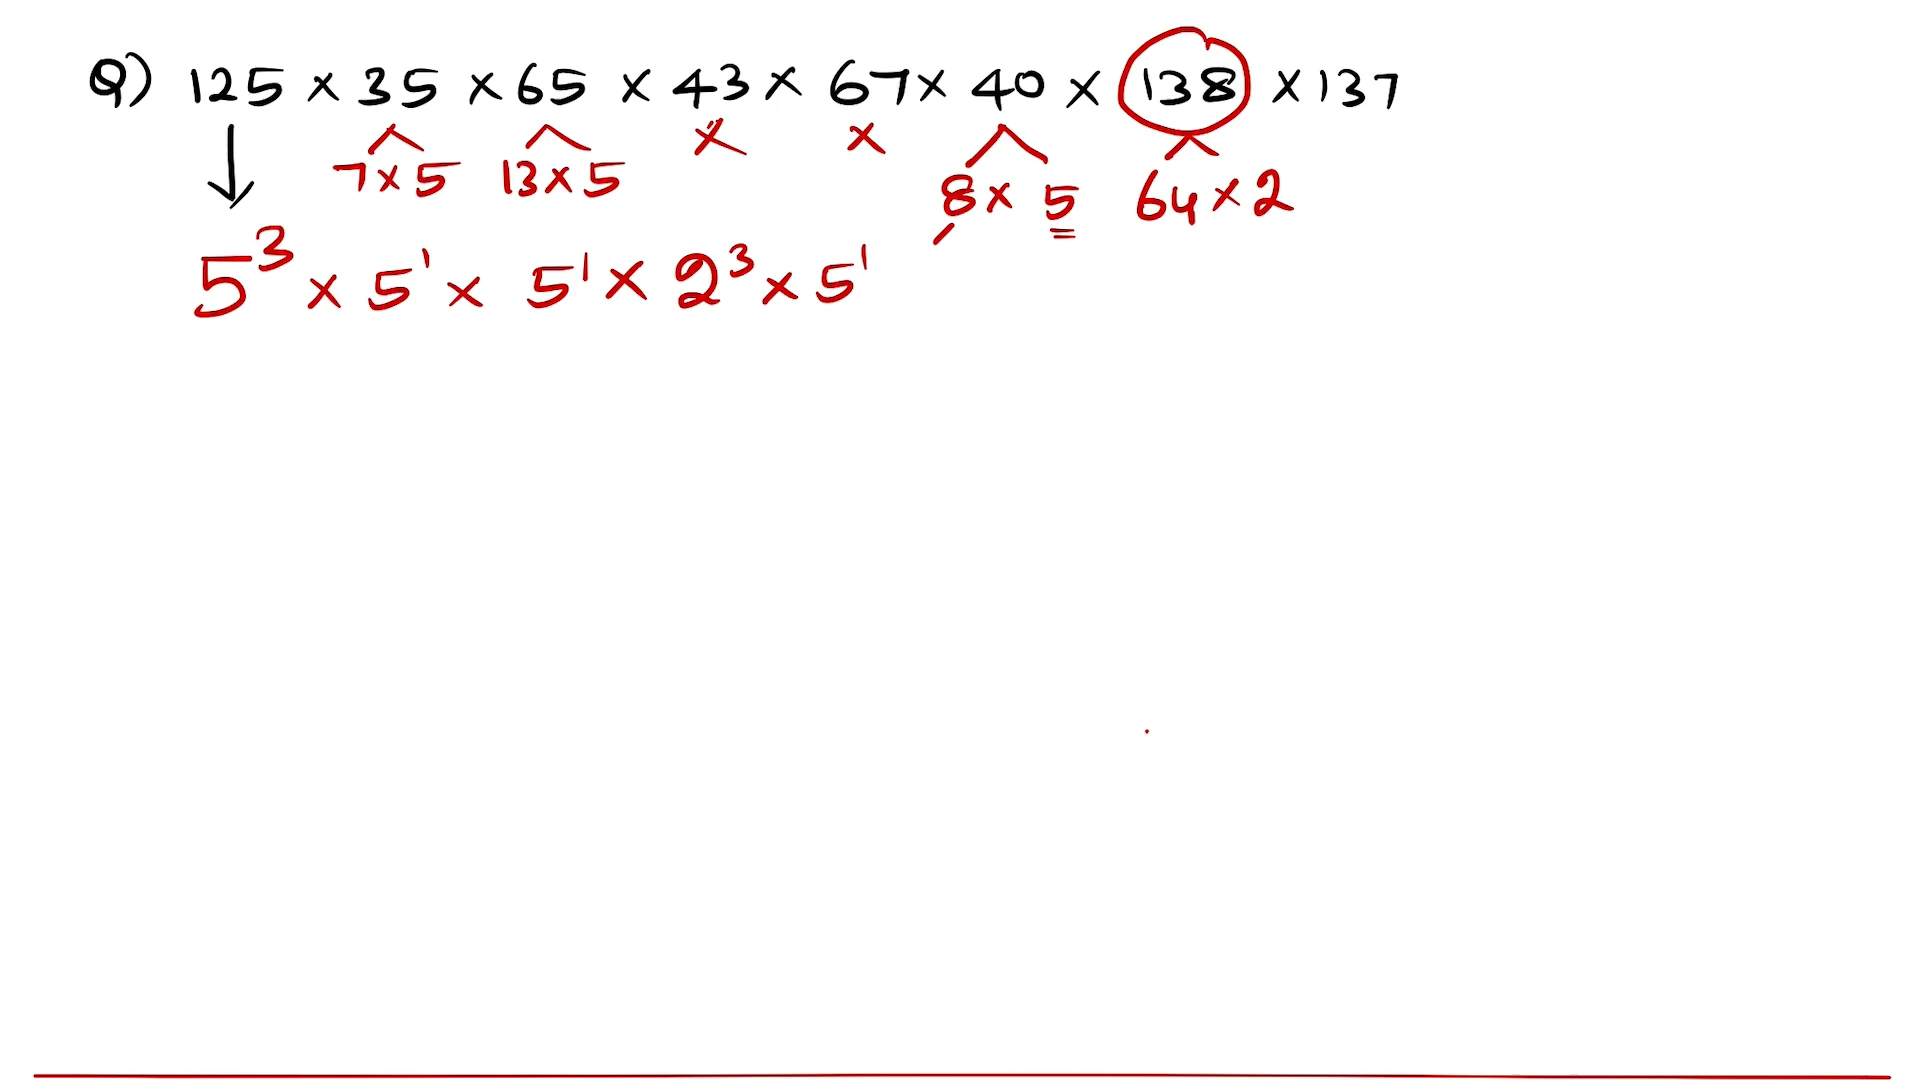 Q) 125 × 35 × 65 × 43 × 67 × 40 × 138 × 137
7 × 5 13 × 5 × × 8 × 5 64 × 2
5³ × 5¹ × 5¹ × 2³ × 5¹